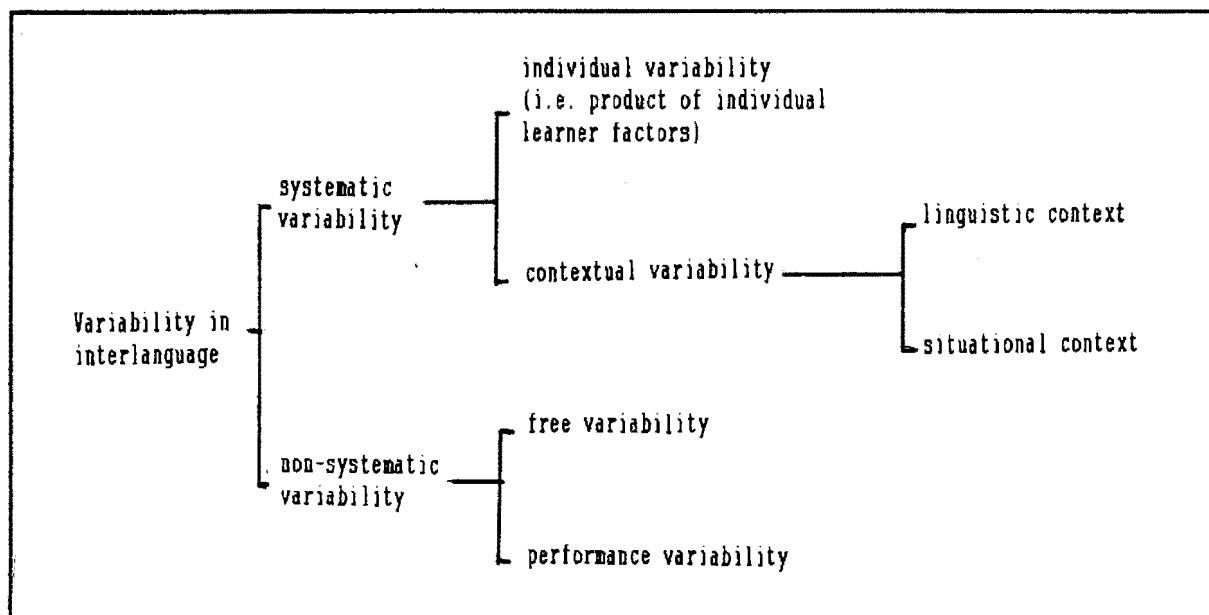 individual variability
(i.e. product of individual
learner factors)
systematic
variability
linguistic context
contextual variability
Variability in
interlanguage
situational context
free variability
non-systematic
variability
performance variability